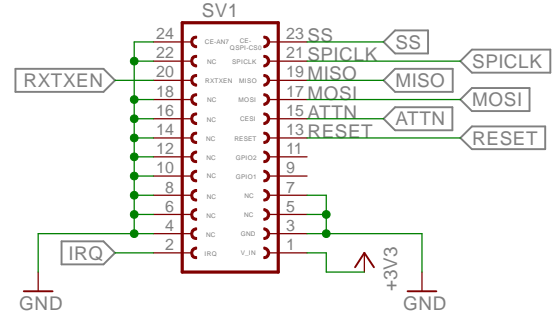 SV1
24 CE-AN7 CE-QSPI-CS0 23 SS SS
22 NC SPICLK 21 SPICLK SPICLK
RXTXEN 20 RXTXEN MISO 19 MISO MISO
18 NC MOSI 17 MOSI MOSI
16 NC CESI 15 ATTN ATTN
14 NC RESET 13 RESET RESET
12 NC GPIO2 11
10 NC GPIO1 9
8 NC NC 7
6 NC NC 5
4 NC GND 3
IRQ 2 IRQ V_IN 1 +3V3
GND GND